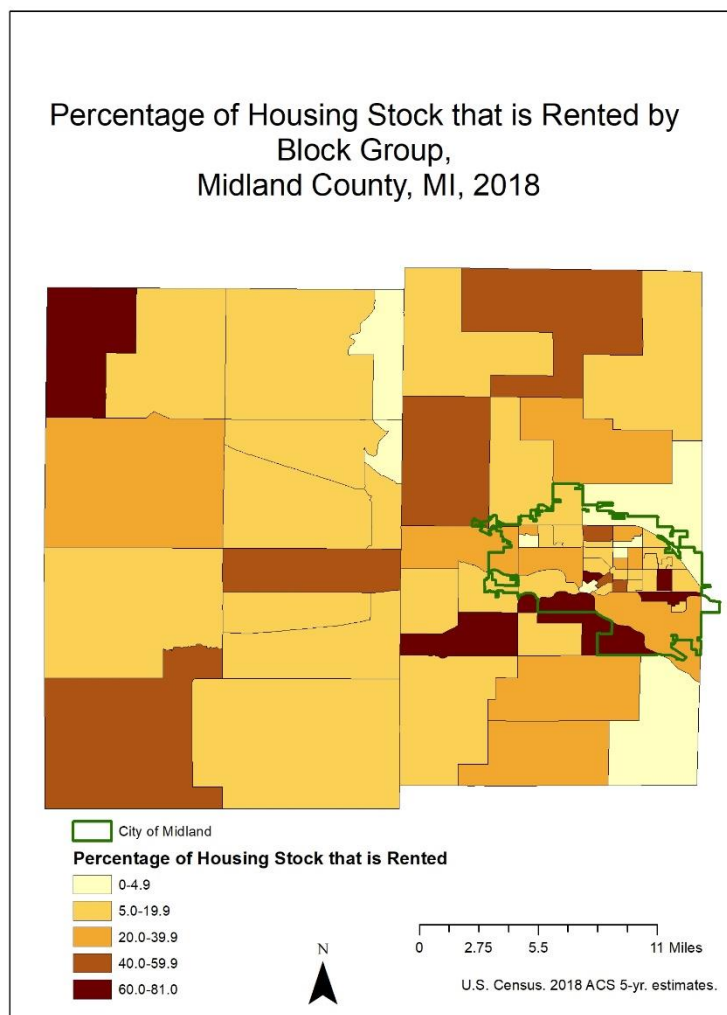 Percentage of Housing Stock that is Rented by
Block Group,
Midland County, MI, 2018
City of Midland
Percentage of Housing Stock that is Rented
0-4.9
5.0-19.9
20.0-39.9
40.0-59.9
60.0-81.0
N
0 2.75 5.5 11 Miles
U.S. Census. 2018 ACS 5-yr. estimates.